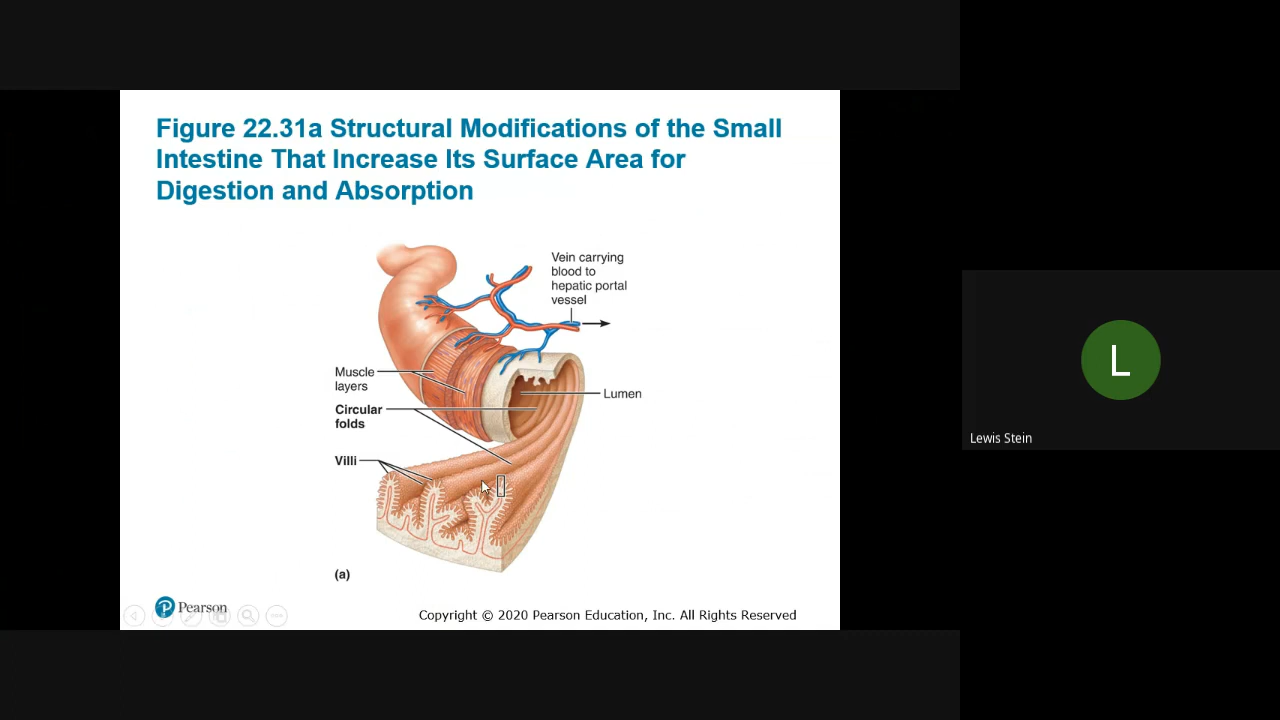 Figure 22.31a Structural Modifications of the Small
Intestine That Increase Its Surface Area for
Digestion and Absorption
Vein carrying
blood to
hepatic portal
vessel
Muscle
layers
Lumen
Circular
folds
Villi
(a)
Pearson
Copyright © 2020 Pearson Education, Inc. All Rights Reserved
L
Lewis Stein